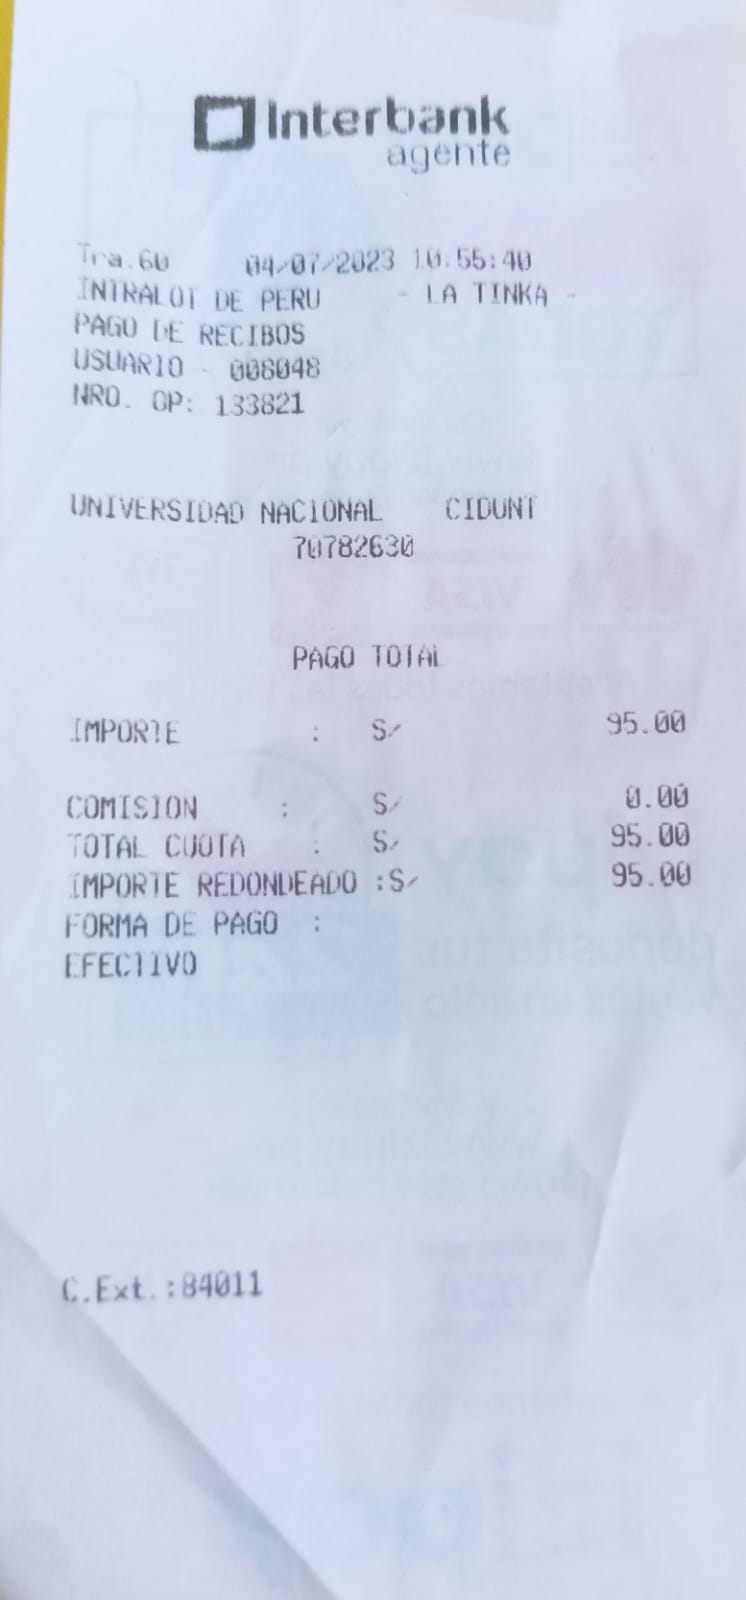 Interbank
agente
Tra.60 04/07/2023 10:55:40
INTRALOT DE PERU - LA TINKA -
PAGO DE RECIBOS
USUARIO - 008048
NRO. OP: 133821
UNIVERSIDAD NACIONAL CIDUNT
70782630
PAGO TOTAL
IMPORTE : S/ 95.00
COMISION : S/ 0.00
TOTAL CUOTA : S/ 95.00
IMPORTE REDONDEADO :S/ 95.00
FORMA DE PAGO :
EFECTIVO
C.Ext.:84011